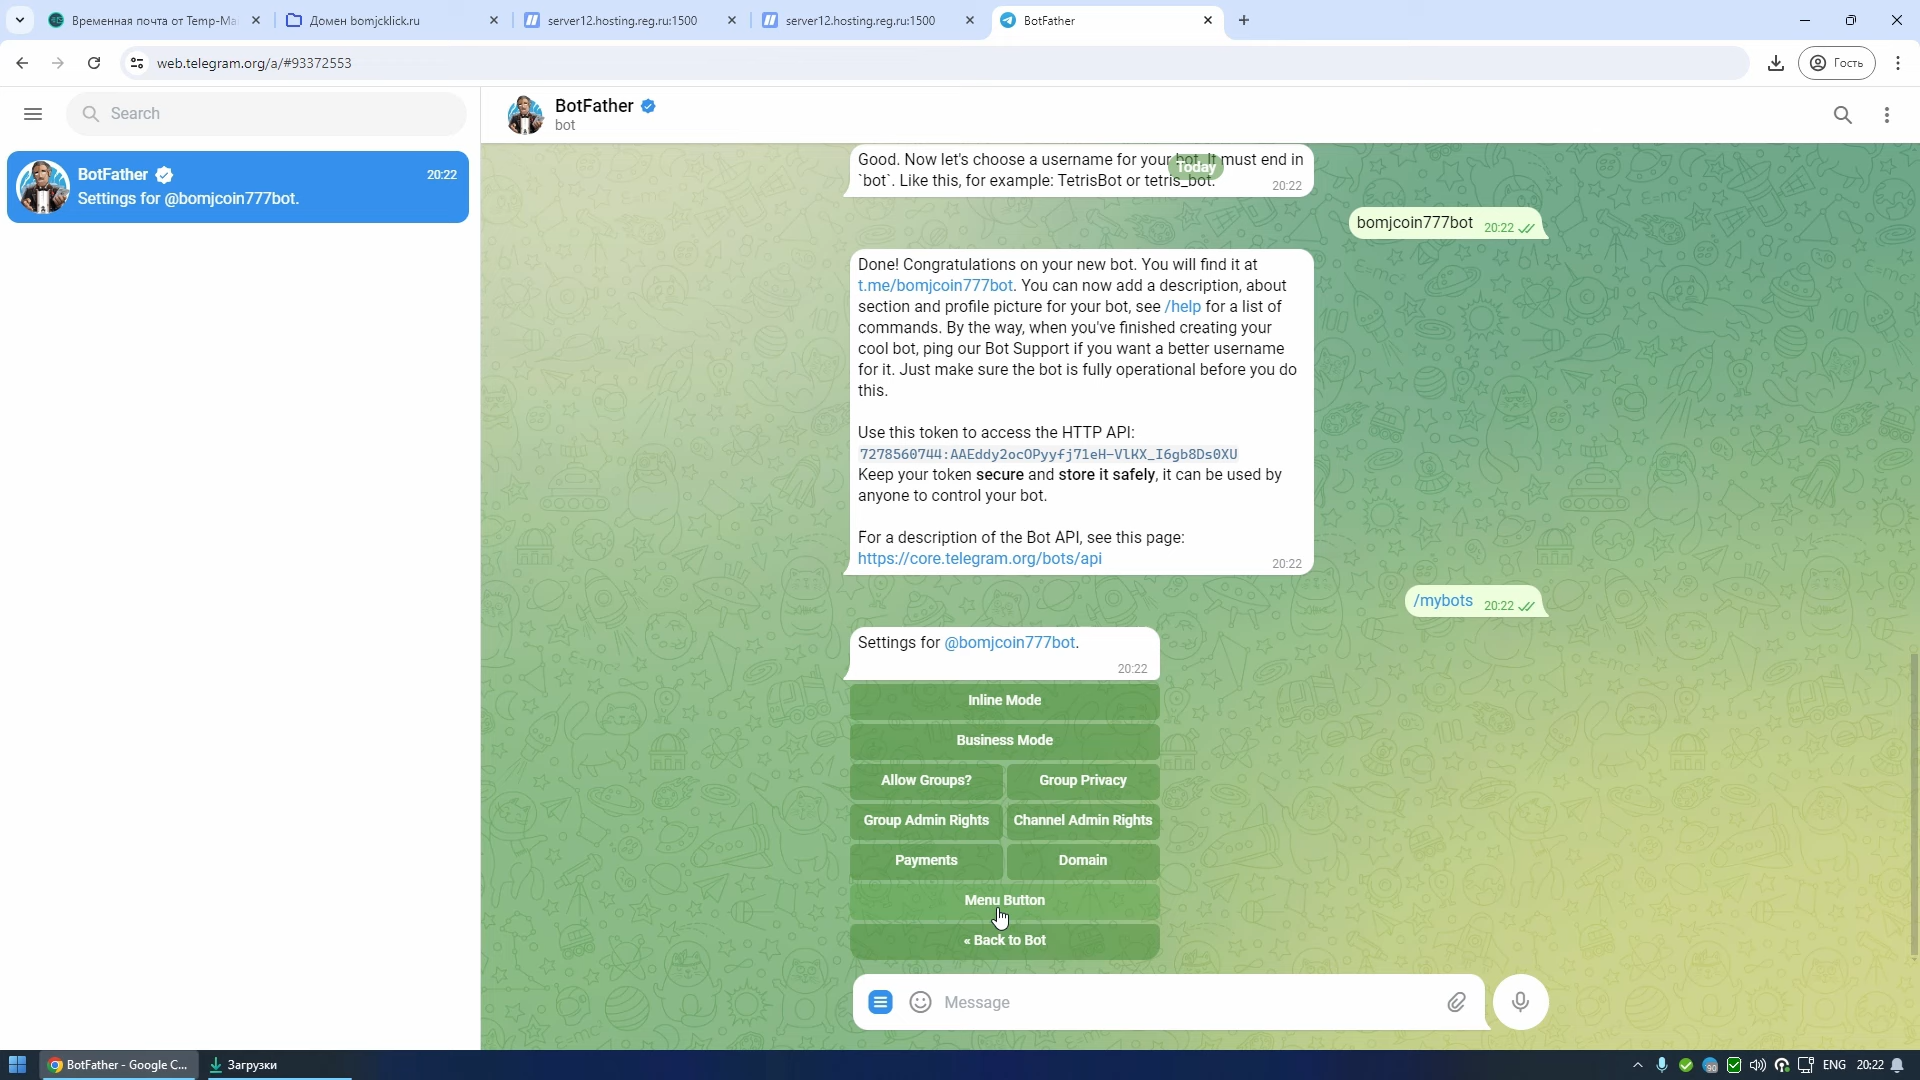 Временная почта от Temp-Ma
Домен bomjcklick.ru
server12.hosting.reg.ru:1500
server12.hosting.reg.ru:1500
BotFather
web.telegram.org/a/#93372553
Гость
Search
BotFather
bot
BotFather
20:22
Settings for @bomjcoin777bot.
Today
Good. Now let's choose a username for your bot. It must end in
`bot`. Like this, for example: TetrisBot or tetris_bot.
20:22
bomjcoin777bot 20:22
Done! Congratulations on your new bot. You will find it at
t.me/bomjcoin777bot. You can now add a description, about
section and profile picture for your bot, see /help for a list of
commands. By the way, when you've finished creating your
cool bot, ping our Bot Support if you want a better username
for it. Just make sure the bot is fully operational before you do
this.
Use this token to access the HTTP API:
7278560744:AAEddy2ocOPyyfj71eH-VlKX_I6gb8Ds0XU
Keep your token secure and store it safely, it can be used by
anyone to control your bot.
For a description of the Bot API, see this page:
https://core.telegram.org/bots/api
20:22
/mybots 20:22
Settings for @bomjcoin777bot.
20:22
Inline Mode
Business Mode
Allow Groups?
Group Privacy
Group Admin Rights
Channel Admin Rights
Payments
Domain
Menu Button
« Back to Bot
Message
BotFather - Google C...
Загрузки
90
ENG
20:22